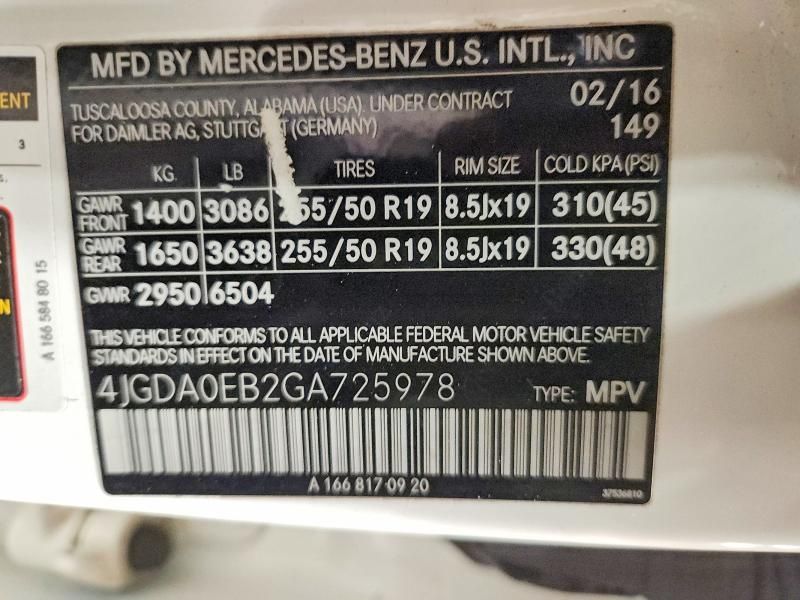 MFD BY MERCEDES-BENZ U.S. INTL., INC
TUSCALOOSA COUNTY, ALABAMA (USA). UNDER CONTRACT 02/16
FOR DAIMLER AG, STUTTGART (GERMANY) 149
KG. LB TIRES RIM SIZE COLD KPA (PSI)
GAWR FRONT 1400 3086 255/50 R19 8.5Jx19 310(45)
GAWR REAR 1650 3638 255/50 R19 8.5Jx19 330(48)
GVWR 2950 6504
THIS VEHICLE CONFORMS TO ALL APPLICABLE FEDERAL MOTOR VEHICLE SAFETY
STANDARDS IN EFFECT ON THE DATE OF MANUFACTURE SHOWN ABOVE.
4JGDA0EB2GA725978 TYPE: MPV
A 166 817 09 20 37536810
ENT
3
s.
N
A 166 584 80 15